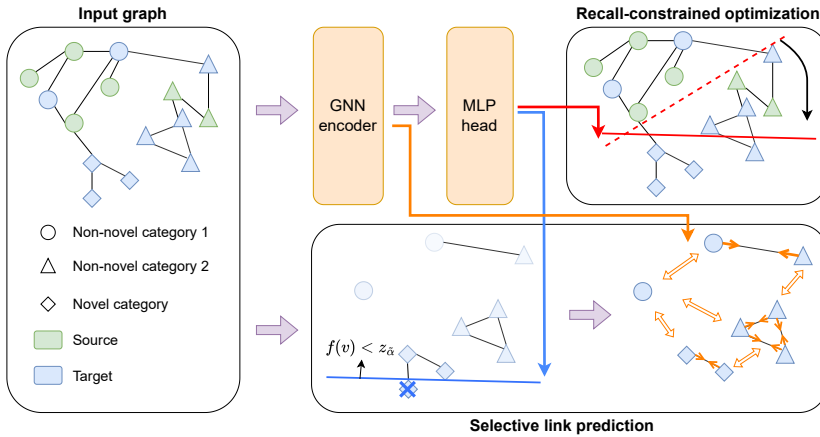 Input graph
Recall-constrained optimization
GNN
encoder
MLP
head
Non-novel category 1
Non-novel category 2
Novel category
Source
Target
f(v) < z_α̃
Selective link prediction